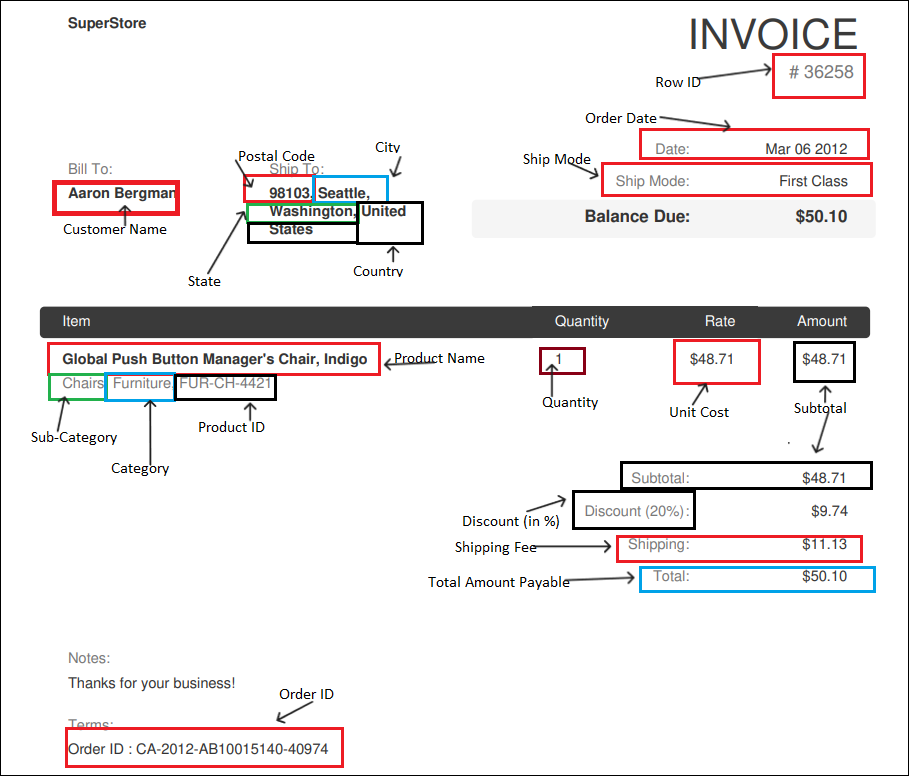 SuperStore
INVOICE
Row ID
# 36258
Order Date
Date: Mar 06 2012
Ship Mode
Ship Mode: First Class
Balance Due: $50.10
Postal Code
City
Bill To:
Ship To:
Aaron Bergman
98103, Seattle,
Washington, United
States
Customer Name
State
Country
Item Quantity Rate Amount
Global Push Button Manager's Chair, Indigo 1 $48.71 $48.71
Product Name
Chairs, Furniture, FUR-CH-4421
Quantity
Unit Cost
Subtotal
Sub-Category
Product ID
Category
Subtotal: $48.71
Discount (in %)
Discount (20%): $9.74
Shipping Fee
Shipping: $11.13
Total Amount Payable
Total: $50.10
Notes:
Thanks for your business!
Order ID
Terms:
Order ID : CA-2012-AB10015140-40974